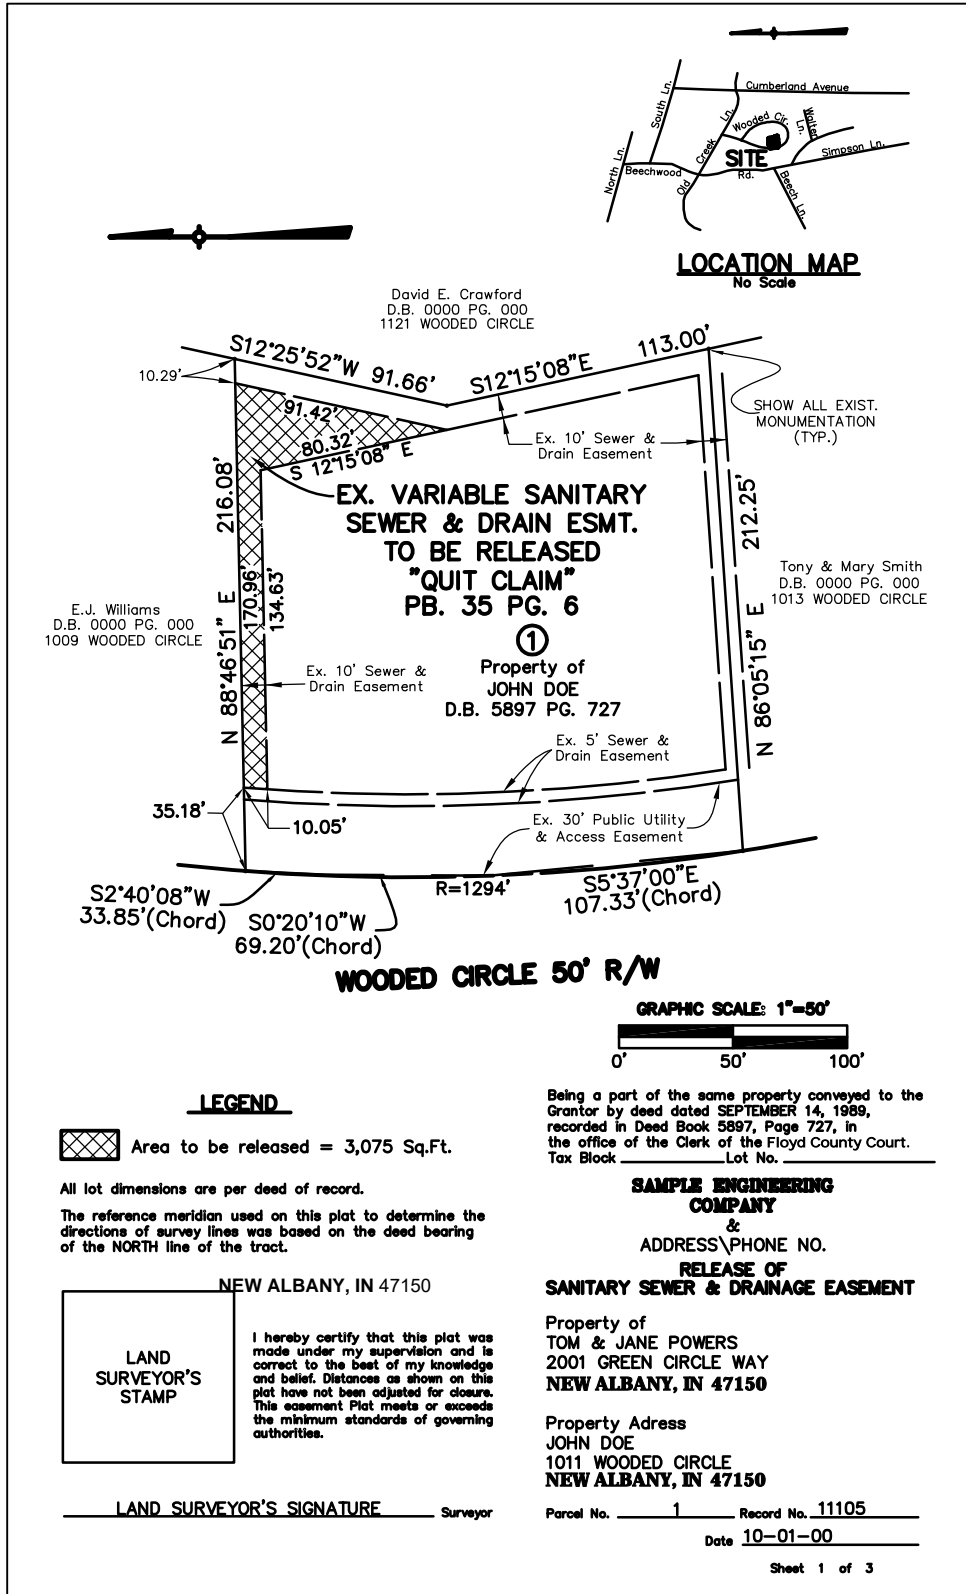 Cumberland Avenue
South Ln.
Wooded Cir.
Walter Ln.
Creek Ln.
Old
SITE
Simpson Ln.
North Ln.
Beechwood
Rd.
Beech Ln.
LOCATION MAP
No Scale
David E. Crawford
D.B. 0000 PG. 000
1121 WOODED CIRCLE
S12°25'52"W 91.66'
S12°15'08"E 113.00'
10.29'
91.42'
80.32'
S 12°15'08" E
SHOW ALL EXIST.
MONUMENTATION
(TYP.)
Ex. 10' Sewer &
Drain Easement
EX. VARIABLE SANITARY
SEWER & DRAIN ESMT.
TO BE RELEASED
"QUIT CLAIM"
PB. 35 PG. 6
1
Property of
JOHN DOE
D.B. 5897 PG. 727
N 88°46'51" E 216.08'
170.96'
134.63'
N 86°05'15" E 212.25'
E.J. Williams
D.B. 0000 PG. 000
1009 WOODED CIRCLE
Tony & Mary Smith
D.B. 0000 PG. 000
1013 WOODED CIRCLE
Ex. 10' Sewer &
Drain Easement
Ex. 5' Sewer &
Drain Easement
35.18'
10.05'
Ex. 30' Public Utility
& Access Easement
S2°40'08"W
33.85'(Chord)
S0°20'10"W
69.20'(Chord)
R=1294'
S5°37'00"E
107.33'(Chord)
WOODED CIRCLE 50' R/W
GRAPHIC SCALE: 1"=50'
0' 50' 100'
LEGEND
Area to be released = 3,075 Sq.Ft.
All lot dimensions are per deed of record.
The reference meridian used on this plat to determine the
directions of survey lines was based on the deed bearing
of the NORTH line of the tract.
NEW ALBANY, IN 47150
LAND
SURVEYOR'S
STAMP
I hereby certify that this plat was
made under my supervision and is
correct to the best of my knowledge
and belief. Distances as shown on this
plat have not been adjusted for closure.
This easement Plat meets or exceeds
the minimum standards of governing
authorities.
LAND SURVEYOR'S SIGNATURE Surveyor
Being a part of the same property conveyed to the
Grantor by deed dated SEPTEMBER 14, 1989,
recorded in Deed Book 5897, Page 727, in
the office of the Clerk of the Floyd County Court.
Tax Block Lot No.
SAMPLE ENGINEERING
COMPANY
&
ADDRESS\PHONE NO.
RELEASE OF
SANITARY SEWER & DRAINAGE EASEMENT
Property of
TOM & JANE POWERS
2001 GREEN CIRCLE WAY
NEW ALBANY, IN 47150
Property Adress
JOHN DOE
1011 WOODED CIRCLE
NEW ALBANY, IN 47150
Parcel No. 1 Record No. 11105
Date 10-01-00
Sheet 1 of 3